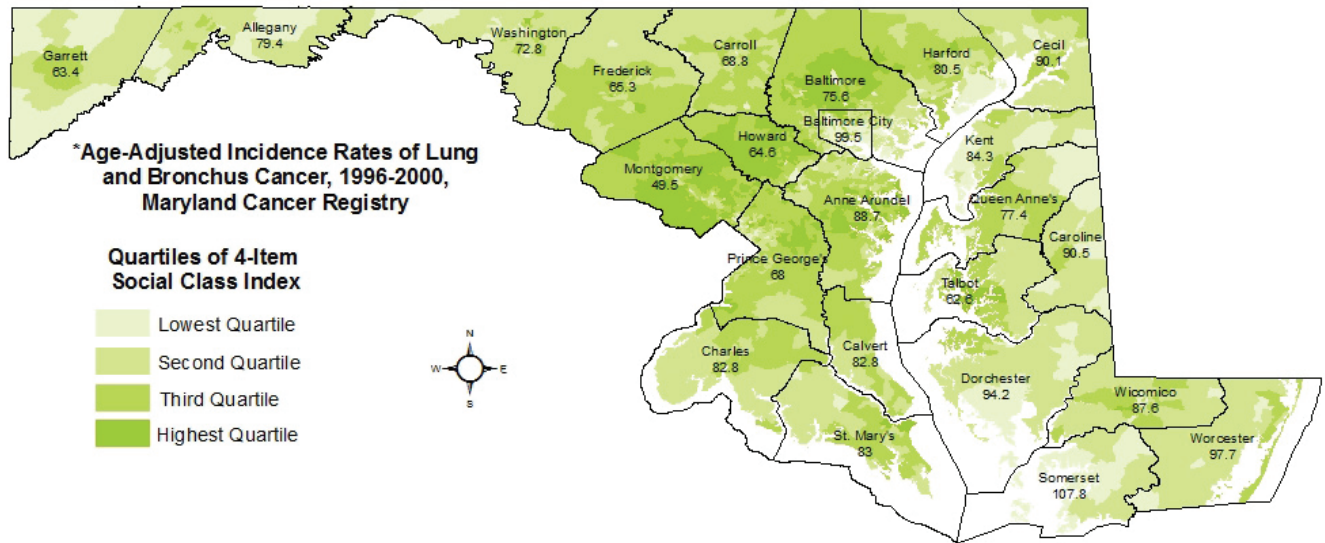 Garrett
63.4
Allegany
79.4
Washington
72.8
Frederick
65.3
Carroll
68.8
Baltimore
75.6
Baltimore City
99.5
Harford
80.5
Cecil
90.1
Howard
64.6
Montgomery
49.5
Kent
84.3
Anne Arundel
88.7
Queen Anne's
77.4
Caroline
90.5
Prince George's
68
Talbot
62.6
Charles
82.8
Calvert
82.8
Dorchester
94.2
Wicomico
87.6
St. Mary's
83
Worcester
97.7
Somerset
107.8
*Age-Adjusted Incidence Rates of Lung
and Bronchus Cancer, 1996-2000,
Maryland Cancer Registry
Quartiles of 4-Item
Social Class Index
Lowest Quartile
Second Quartile
Third Quartile
Highest Quartile
N
W
E
S